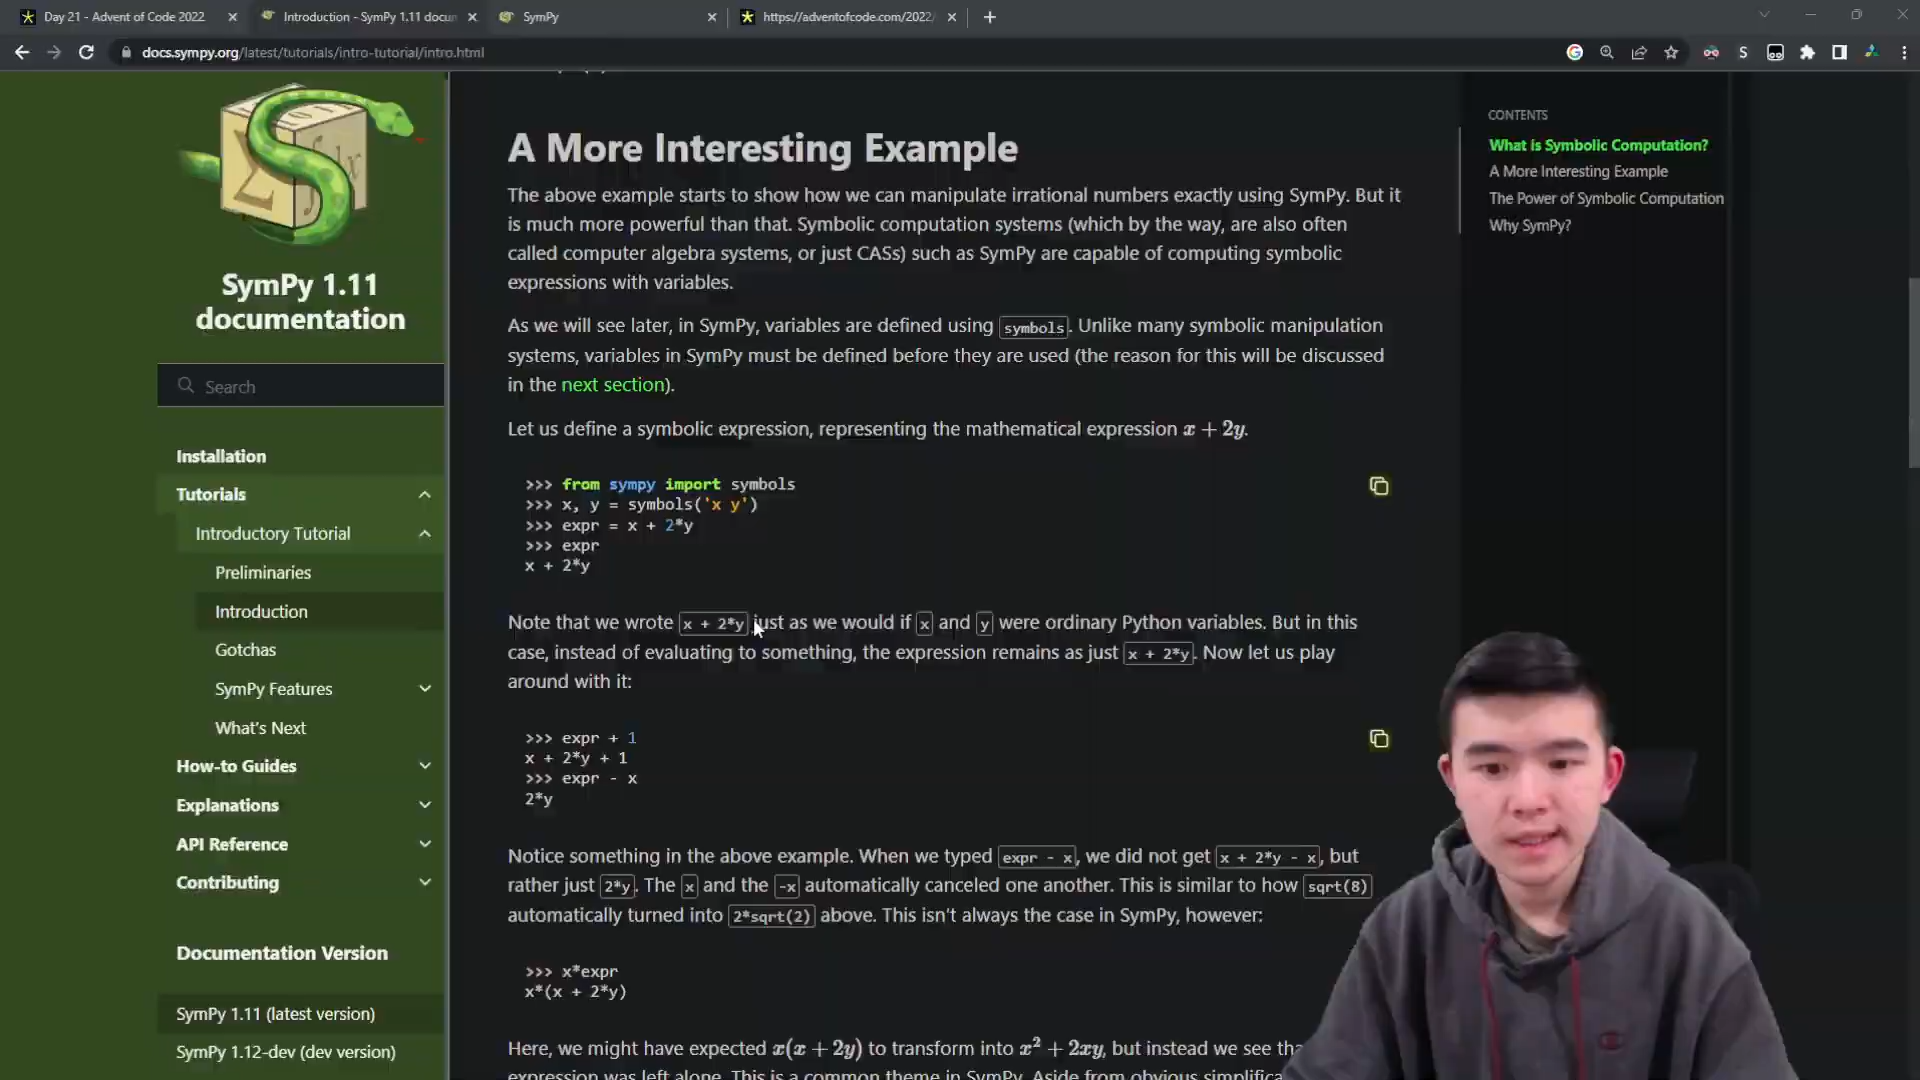 Day 21 - Advent of Code 2022
Introduction - SymPy 1.11 docu
SymPy
https://adventofcode.com/2022/
docs.sympy.org/latest/tutorials/intro-tutorial/intro.html
SymPy 1.11
documentation
Search
Installation
Tutorials
Introductory Tutorial
Preliminaries
Introduction
Gotchas
SymPy Features
What's Next
How-to Guides
Explanations
API Reference
Contributing
Documentation Version
SymPy 1.11 (latest version)
SymPy 1.12-dev (dev version)
A More Interesting Example
The above example starts to show how we can manipulate irrational numbers exactly using SymPy. But it
is much more powerful than that. Symbolic computation systems (which by the way, are also often
called computer algebra systems, or just CASs) such as SymPy are capable of computing symbolic
expressions with variables.
As we will see later, in SymPy, variables are defined using symbols. Unlike many symbolic manipulation
systems, variables in SymPy must be defined before they are used (the reason for this will be discussed
in the next section).
Let us define a symbolic expression, representing the mathematical expression x + 2y.
>>> from sympy import symbols
>>> x, y = symbols('x y')
>>> expr = x + 2*y
>>> expr
x + 2*y
Note that we wrote x + 2*y just as we would if x and y were ordinary Python variables. But in this
case, instead of evaluating to something, the expression remains as just x + 2*y. Now let us play
around with it:
>>> expr + 1
x + 2*y + 1
>>> expr - x
2*y
Notice something in the above example. When we typed expr - x, we did not get x + 2*y - x, but
rather just 2*y. The x and the -x automatically canceled one another. This is similar to how sqrt(8)
automatically turned into 2*sqrt(2) above. This isn't always the case in SymPy, however:
>>> x*expr
x*(x + 2*y)
Here, we might have expected x(x + 2y) to transform into x² + 2xy, but instead we see tha
expression was left alone. This is a common theme in SymPy. Aside from obvious simplifica
CONTENTS
What is Symbolic Computation?
A More Interesting Example
The Power of Symbolic Computation
Why SymPy?